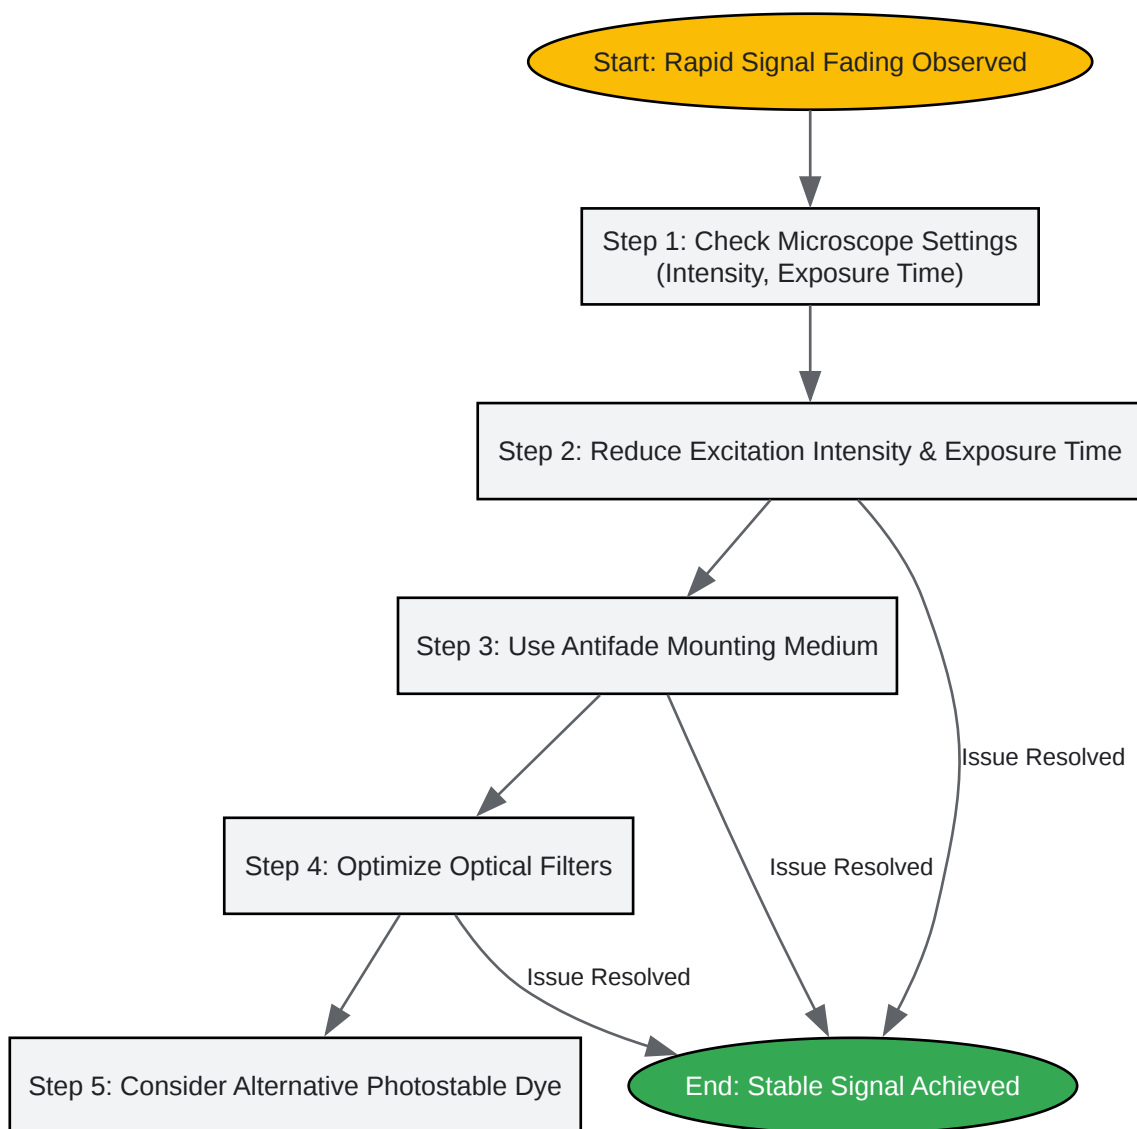 Start: Rapid Signal Fading Observed
Step 1: Check Microscope Settings
(Intensity, Exposure Time)
Step 2: Reduce Excitation Intensity & Exposure Time
Step 3: Use Antifade Mounting Medium
Issue Resolved
Step 4: Optimize Optical Filters
Issue Resolved
Issue Resolved
Step 5: Consider Alternative Photostable Dye
End: Stable Signal Achieved